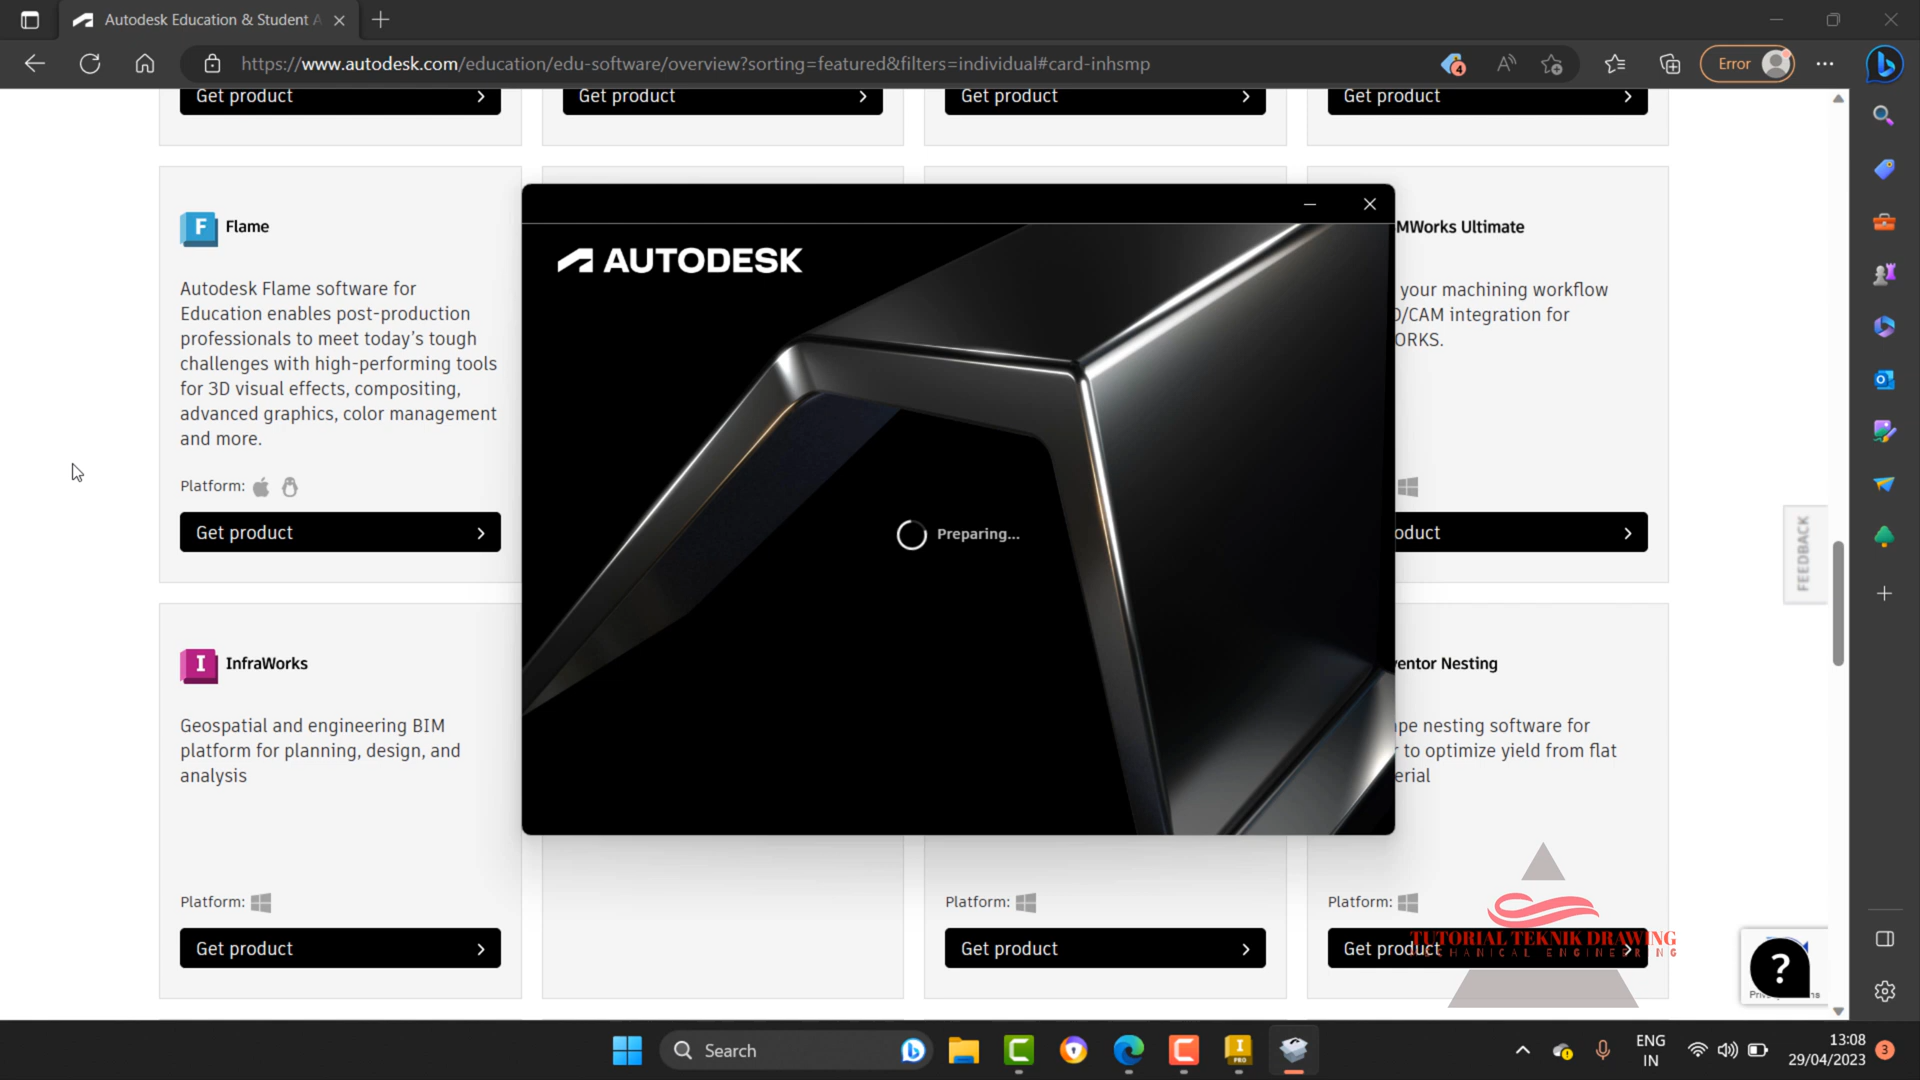 Autodesk Education & Student A
https://www.autodesk.com/education/edu-software/overview?sorting=featured&filters=individual#card-inhsmp
4
Error
Get product
Get product
Get product
Get product
F Flame
Autodesk Flame software for
Education enables post-production
professionals to meet today's tough
challenges with high-performing tools
for 3D visual effects, compositing,
advanced graphics, color management
and more.
Platform:
Get product
AUTODESK
Preparing...
MWorks Ultimate
your machining workflow
D/CAM integration for
ORKS.
oduct
FEEDBACK
I InfraWorks
Geospatial and engineering BIM
platform for planning, design, and
analysis
Platform:
Get product
Platform:
Get product
entor Nesting
pe nesting software for
r to optimize yield from flat
erial
Platform:
Get product
TUTORIAL TEKNIK DRAWING
MECHANICAL ENGINEERING
?
Search
I
PRO
ENG
IN
13:08
29/04/2023
3